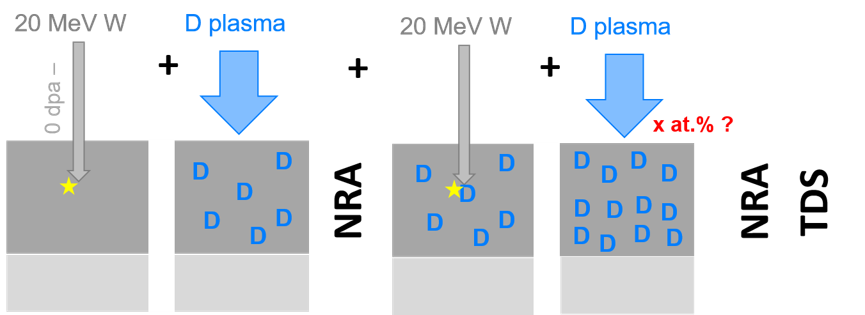 20 MeV W
+
D plasma
0 dpa –
D
D
D
D
D
D
NRA
+
20 MeV W
+
D plasma
x at.% ?
D
D
D
D
D
D
D D D D
D D D D
D D D D
NRA
TDS